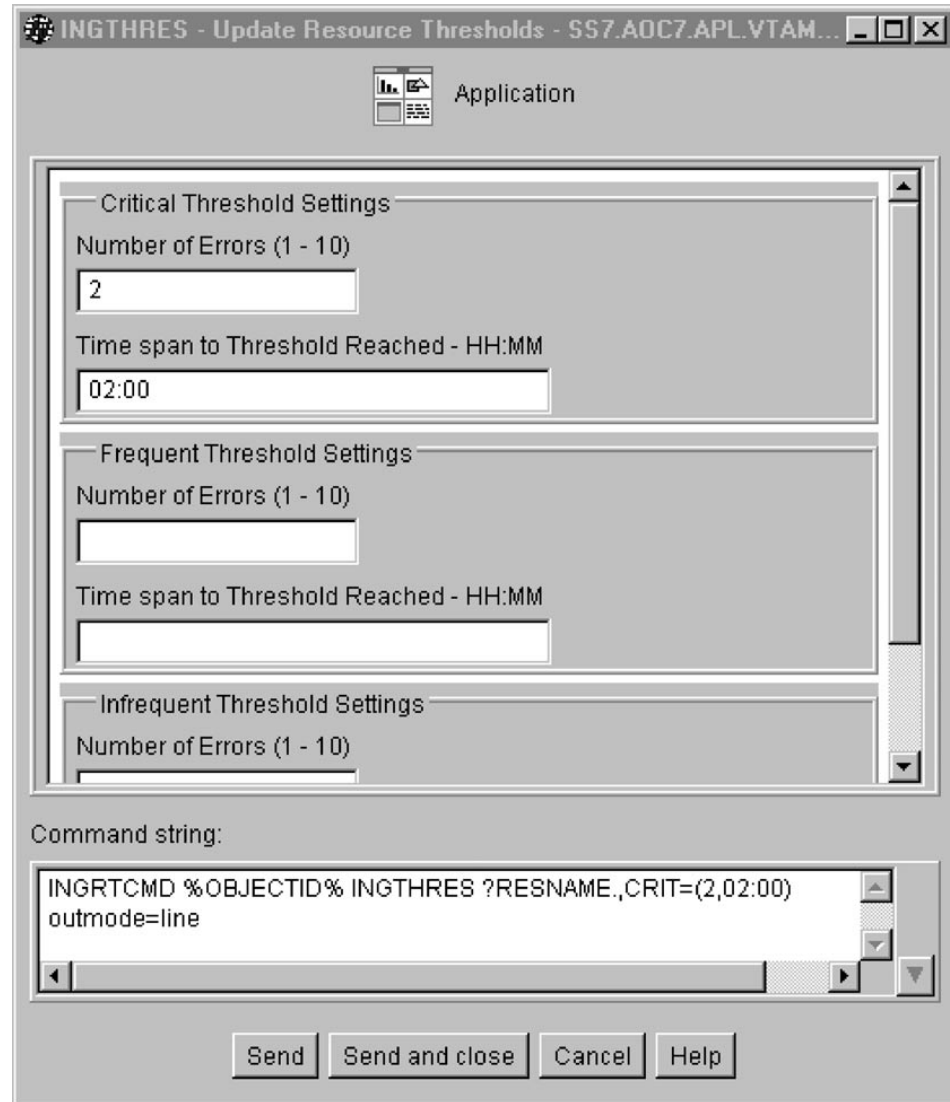 INGTHRES - Update Resource Thresholds - SS7.AOC7.APL.VTAM...
Application
Critical Threshold Settings
Number of Errors (1 - 10)
2
Time span to Threshold Reached - HH:MM
02:00
Frequent Threshold Settings
Number of Errors (1 - 10)
Time span to Threshold Reached - HH:MM
Infrequent Threshold Settings
Number of Errors (1 - 10)
Command string:
INGRTCMD %OBJECTID% INGTHRES ?RESNAME.,CRIT=(2,02:00)
outmode=line
Send
Send and close
Cancel
Help